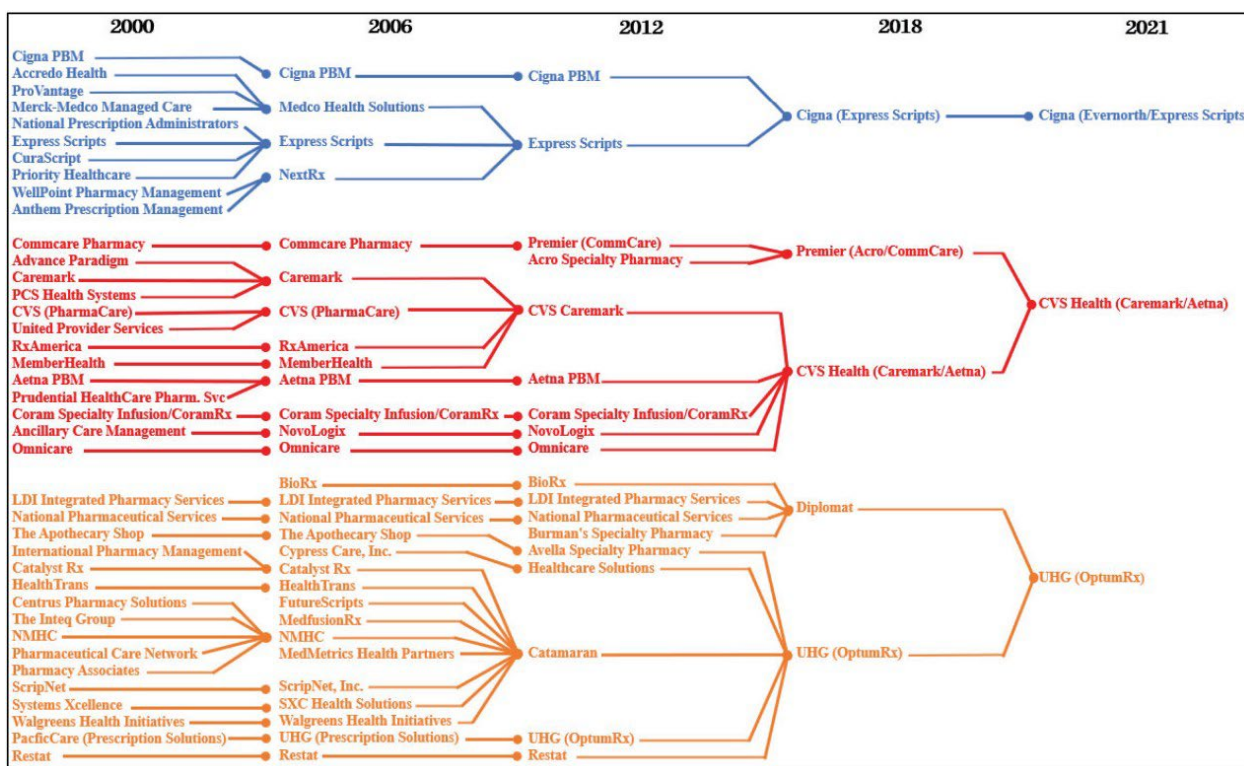 2000 2006 2012 2018 2021
Cigna PBM
Accredo Health
Cigna PBM
Cigna PBM
ProVantage
Merck-Medco Managed Care
Medco Health Solutions
Cigna (Express Scripts)
Cigna (Evernorth/Express Scripts
National Prescription Administrators
Express Scripts
Express Scripts
Express Scripts
CuraScript
Priority Healthcare
NextRx
WellPoint Pharmacy Management
Anthem Prescription Management
Commcare Pharmacy
Commcare Pharmacy
Premier (CommCare)
Premier (Acro/CommCare)
Advance Paradigm
Acro Specialty Pharmacy
Caremark
Caremark
PCS Health Systems
CVS Health (Caremark/Aetna)
CVS (PharmaCare)
CVS (PharmaCare)
CVS Caremark
United Provider Services
RxAmerica
RxAmerica
MemberHealth
MemberHealth
CVS Health (Caremark/Aetna)
Aetna PBM
Aetna PBM
Aetna PBM
Prudential HealthCare Pharm. Svc
Coram Specialty Infusion/CoramRx
Coram Specialty Infusion/CoramRx
Coram Specialty Infusion/CoramRx
Ancillary Care Management
NovoLogix
NovoLogix
Omnicare
Omnicare
Omnicare
BioRx
BioRx
LDI Integrated Pharmacy Services
LDI Integrated Pharmacy Services
LDI Integrated Pharmacy Services
Diplomat
National Pharmaceutical Services
National Pharmaceutical Services
National Pharmaceutical Services
The Apothecary Shop
The Apothecary Shop
Burman's Specialty Pharmacy
International Pharmacy Management
Cypress Care, Inc.
Avella Specialty Pharmacy
Catalyst Rx
Catalyst Rx
Healthcare Solutions
UHG (OptumRx)
HealthTrans
HealthTrans
Centrus Pharmacy Solutions
FutureScripts
The Inteq Group
MedfusionRx
NMHC
NMHC
Pharmaceutical Care Network
MedMetrics Health Partners
Catamaran
UHG (OptumRx)
Pharmacy Associates
ScripNet
ScripNet, Inc.
Systems Xcellence
SXC Health Solutions
Walgreens Health Initiatives
Walgreens Health Initiatives
PacficCare (Prescription Solutions)
UHG (Prescription Solutions)
UHG (OptumRx)
Restat
Restat
Restat